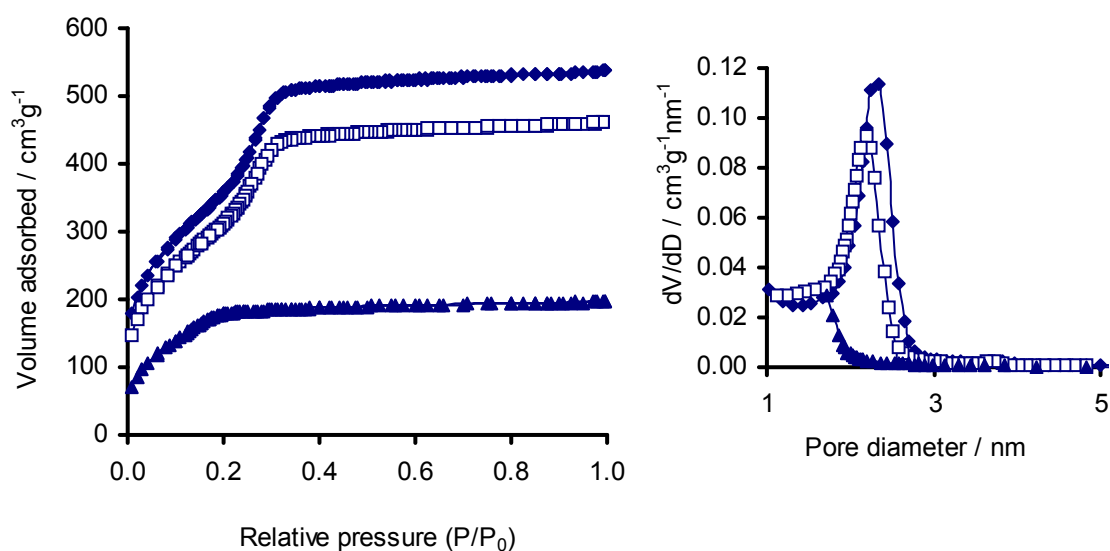 600
500
400
300
200
100
0
0.0 0.2 0.4 0.6 0.8 1.0
Volume adsorbed / cm³g⁻¹
Relative pressure (P/P₀)
0.12
0.10
0.08
0.06
0.04
0.02
0.00
1 3 5
dV/dD / cm³g⁻¹nm⁻¹
Pore diameter / nm